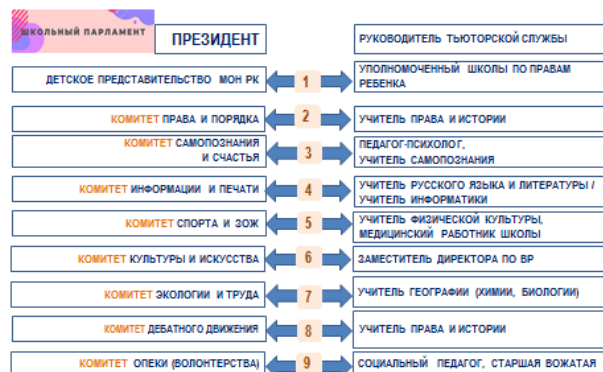 ШКОЛЬНЫЙ ПАРЛАМЕНТ
ПРЕЗИДЕНТ
РУКОВОДИТЕЛЬ ТЬЮТОРСКОЙ СЛУЖБЫ
ДЕТСКОЕ ПРЕДСТАВИТЕЛЬСТВО МОН РК
1
УПОЛНОМОЧЕННЫЙ ШКОЛЫ ПО ПРАВАМ
РЕБЕНКА
КОМИТЕТ ПРАВА И ПОРЯДКА
2
УЧИТЕЛЬ ПРАВА И ИСТОРИИ
КОМИТЕТ САМОПОЗНАНИЯ
И СЧАСТЬЯ
3
ПЕДАГОГ-ПСИХОЛОГ,
УЧИТЕЛЬ САМОПОЗНАНИЯ
КОМИТЕТ ИНФОРМАЦИИ И ПЕЧАТИ
4
УЧИТЕЛЬ РУССКОГО ЯЗЫКА И ЛИТЕРАТУРЫ /
УЧИТЕЛЬ ИНФОРМАТИКИ
КОМИТЕТ СПОРТА И ЗОЖ
5
УЧИТЕЛЬ ФИЗИЧЕСКОЙ КУЛЬТУРЫ,
МЕДИЦИНСКИЙ РАБОТНИК ШКОЛЫ
КОМИТЕТ КУЛЬТУРЫ И ИСКУССТВА
6
ЗАМЕСТИТЕЛЬ ДИРЕКТОРА ПО ВР
КОМИТЕТ ЭКОЛОГИИ И ТРУДА
7
УЧИТЕЛЬ ГЕОГРАФИИ (ХИМИИ, БИОЛОГИИ)
КОМИТЕТ ДЕБАТНОГО ДВИЖЕНИЯ
8
УЧИТЕЛЬ ПРАВА И ИСТОРИИ
КОМИТЕТ ОПЕКИ (ВОЛОНТЕРСТВА)
9
СОЦИАЛЬНЫЙ ПЕДАГОГ, СТАРШАЯ ВОЖАТАЯ